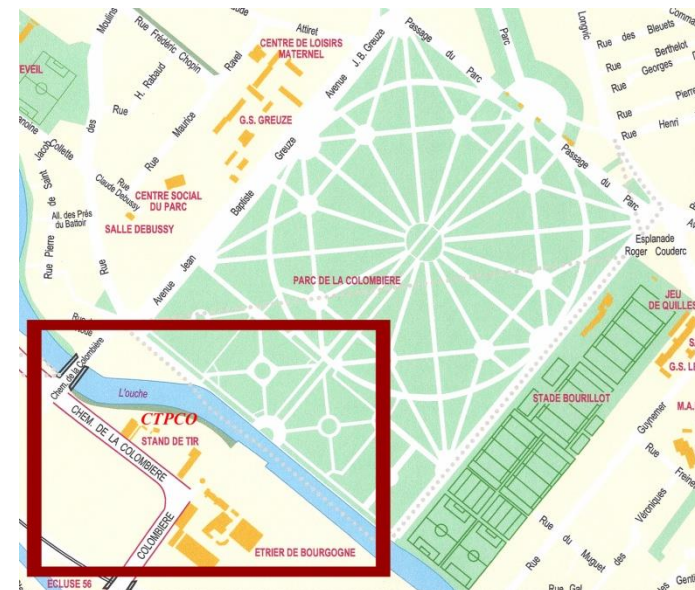 Moulins
Rue Frédéric Chopin
Attiret
CENTRE DE LOISIRS
MATERNEL
Ravel
Avenue J. B. Greuze
Passage du Parc
Parc
Longvic
Rue des Bleuets
Rue Berthelot
Rue Georges
Pierre
Rue Henri
EVEIL
Rue H. Rabaud
Rue Maurice
G.S. GREUZE
Jacob
Collette
des
Rue
Claude Debussy
CENTRE SOCIAL
DU PARC
SALLE DEBUSSY
All. des Prés
du Battoir
Rue Pierre de Saint
Rue
Avenue Jean Baptiste Greuze
Passage du Parc
Esplanade
Roger Couderc
PARC DE LA COLOMBIERE
JEU
DE QUILLES
G.S. LI
M.A.
STADE BOURILLOT
Guynemer
Rue
Véroniques
des
Muguet
du
Rue
Rue
Chem. de la Colombière
L'ouche
CTPCO
STAND DE TIR
CHEM. DE LA COLOMBIERE
COLOMBIERE
ETRIER DE BOURGOGNE
ECLUSE 56